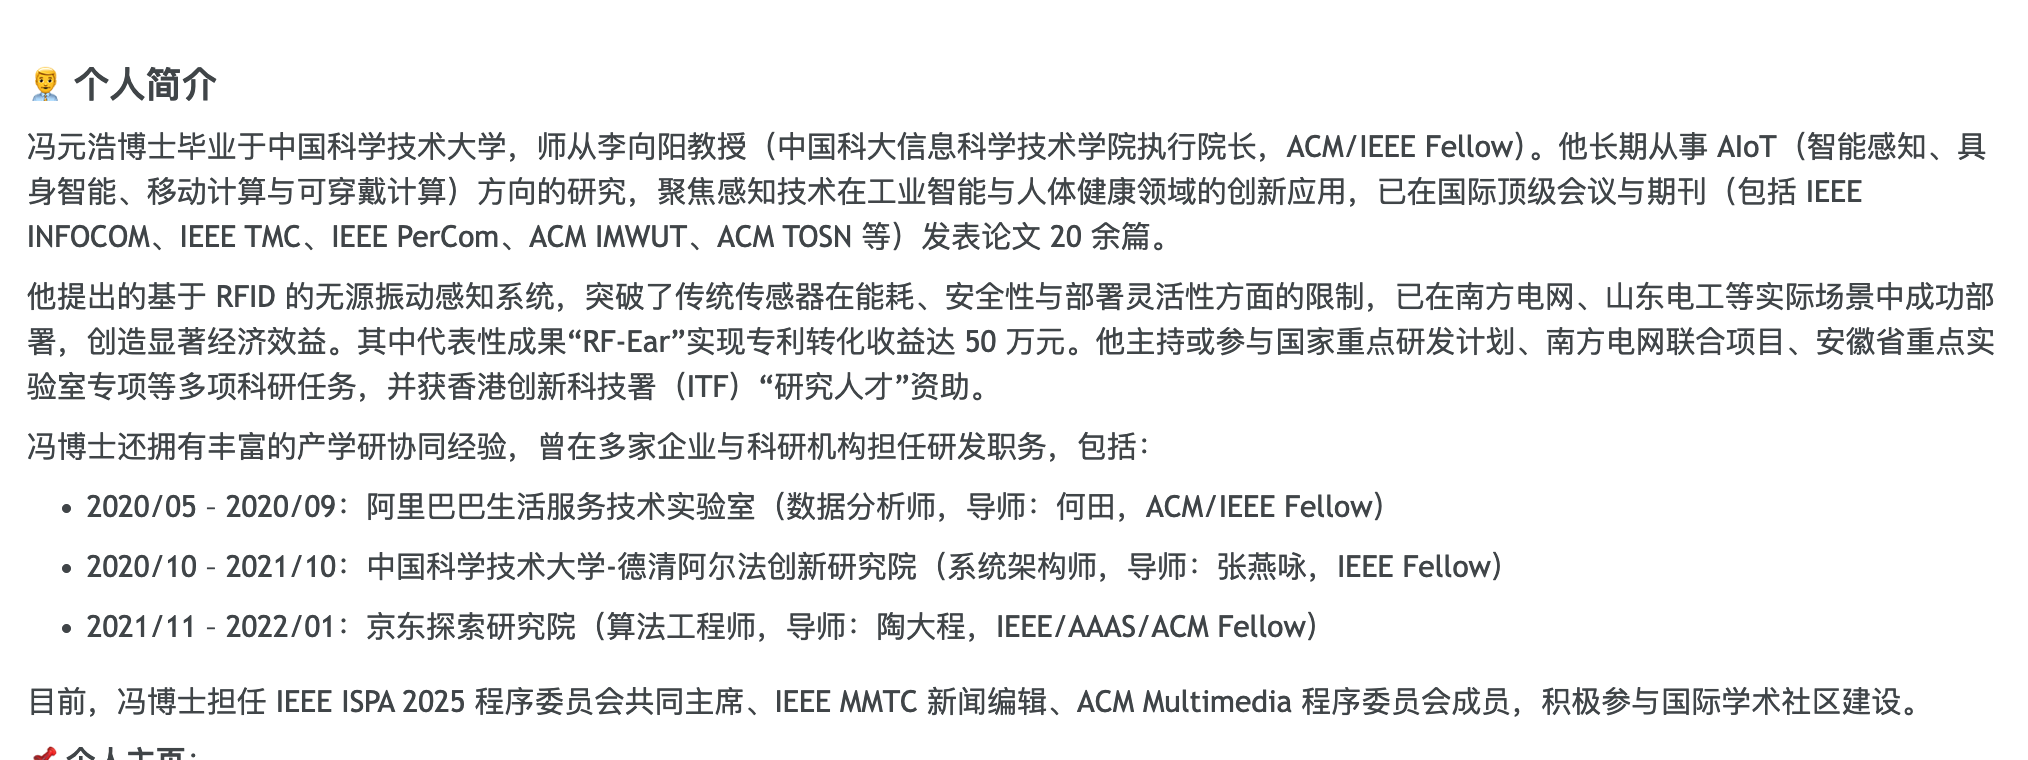 个人简介
冯元浩博士毕业于中国科学技术大学，师从李向阳教授（中国科大信息科学技术学院执行院长，ACM/IEEE Fellow）。他长期从事 AIoT（智能感知、具
身智能、移动计算与可穿戴计算）方向的研究，聚焦感知技术在工业智能与人体健康领域的创新应用，已在国际顶级会议与期刊（包括 IEEE
INFOCOM、IEEE TMC、IEEE PerCom、ACM IMWUT、ACM TOSN 等）发表论文 20 余篇。
他提出的基于 RFID 的无源振动感知系统，突破了传统传感器在能耗、安全性与部署灵活性方面的限制，已在南方电网、山东电工等实际场景中成功部
署，创造显著经济效益。其中代表性成果“RF-Ear”实现专利转化收益达 50 万元。他主持或参与国家重点研发计划、南方电网联合项目、安徽省重点实
验室专项等多项科研任务，并获香港创新科技署（ITF）“研究人才”资助。
冯博士还拥有丰富的产学研协同经验，曾在多家企业与科研机构担任研发职务，包括：
• 2020/05 - 2020/09：阿里巴巴生活服务技术实验室（数据分析师，导师：何田，ACM/IEEE Fellow）
• 2020/10 - 2021/10：中国科学技术大学-德清阿尔法创新研究院（系统架构师，导师：张燕咏，IEEE Fellow）
• 2021/11 - 2022/01：京东探索研究院（算法工程师，导师：陶大程，IEEE/AAAS/ACM Fellow）
目前，冯博士担任 IEEE ISPA 2025 程序委员会共同主席、IEEE MMTC 新闻编辑、ACM Multimedia 程序委员会成员，积极参与国际学术社区建设。
个人主页：